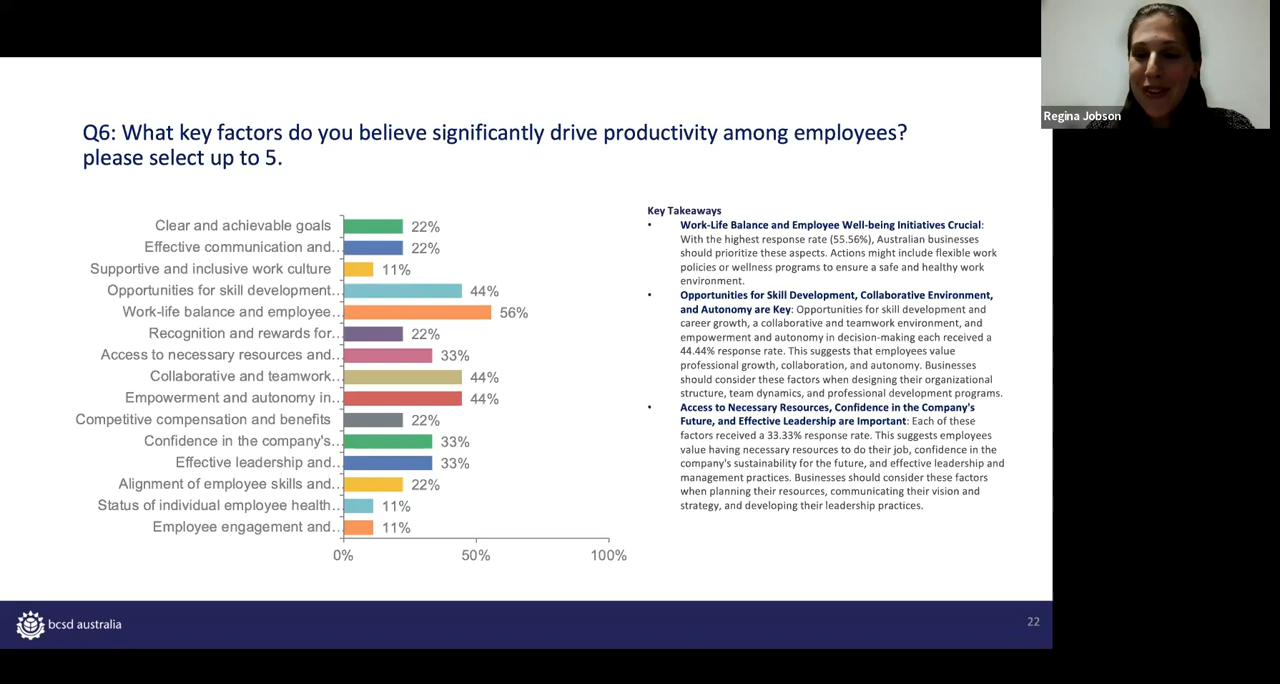 Regina Jobson
Q6: What key factors do you believe significantly drive productivity among employees?
please select up to 5.
Clear and achievable goals 22%
Effective communication and… 22%
Supportive and inclusive work culture 11%
Opportunities for skill development… 44%
Work-life balance and employee… 56%
Recognition and rewards for… 22%
Access to necessary resources and… 33%
Collaborative and teamwork… 44%
Empowerment and autonomy in… 44%
Competitive compensation and benefits 22%
Confidence in the company's… 33%
Effective leadership and… 33%
Alignment of employee skills and… 22%
Status of individual employee health… 11%
Employee engagement and… 11%
0% 50% 100%
Key Takeaways
• Work-Life Balance and Employee Well-being Initiatives Crucial:
With the highest response rate (55.56%), Australian businesses
should prioritize these aspects. Actions might include flexible work
policies or wellness programs to ensure a safe and healthy work
environment.
• Opportunities for Skill Development, Collaborative Environment,
and Autonomy are Key: Opportunities for skill development and
career growth, a collaborative and teamwork environment, and
empowerment and autonomy in decision-making each received a
44.44% response rate. This suggests that employees value
professional growth, collaboration, and autonomy. Businesses
should consider these factors when designing their organizational
structure, team dynamics, and professional development programs.
• Access to Necessary Resources, Confidence in the Company's
Future, and Effective Leadership are Important: Each of these
factors received a 33.33% response rate. This suggests employees
value having necessary resources to do their job, confidence in the
company's sustainability for the future, and effective leadership and
management practices. Businesses should consider these factors
when planning their resources, communicating their vision and
strategy, and developing their leadership practices.
bcsd australia
22